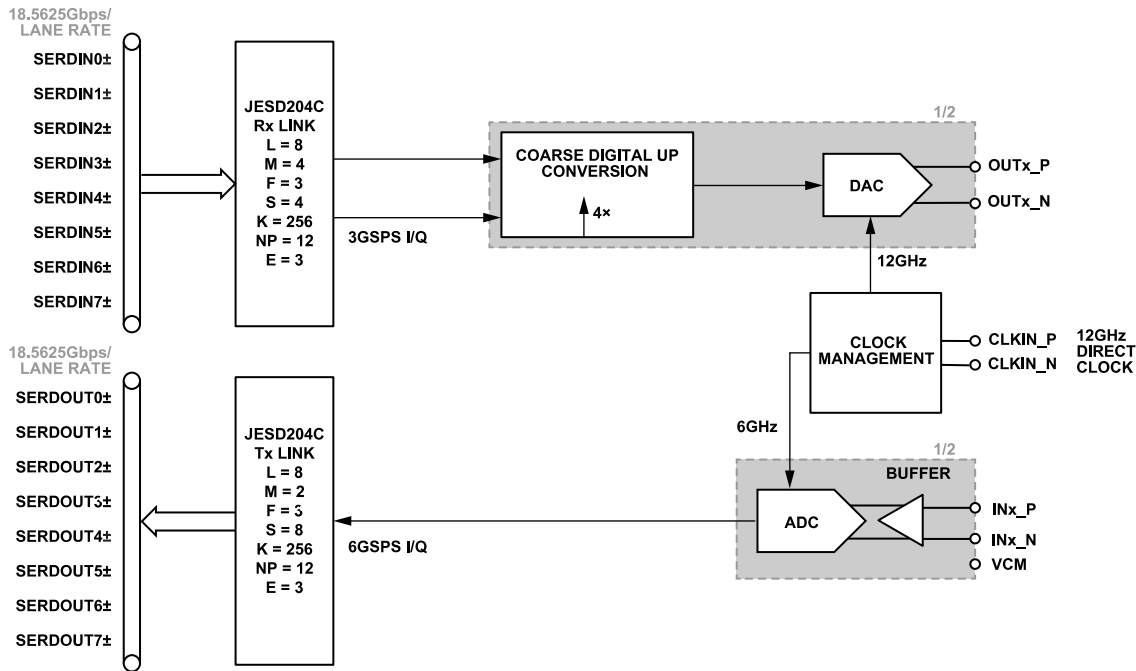 18.5625Gbps/
LANE RATE
SERDIN0±
SERDIN1±
SERDIN2±
SERDIN3±
SERDIN4±
SERDIN5±
SERDIN6±
SERDIN7±
JESD204C
Rx LINK
L = 8
M = 4
F = 3
S = 4
K = 256
NP = 12
E = 3
3GSPS I/Q
1/2
COARSE DIGITAL UP
CONVERSION
4×
DAC
OUTx_P
OUTx_N
12GHz
CLOCK
MANAGEMENT
CLKIN_P
CLKIN_N
12GHz
DIRECT
CLOCK
6GHz
18.5625Gbps/
LANE RATE
SERDOUT0±
SERDOUT1±
SERDOUT2±
SERDOUT3±
SERDOUT4±
SERDOUT5±
SERDOUT6±
SERDOUT7±
JESD204C
Tx LINK
L = 8
M = 2
F = 3
S = 8
K = 256
NP = 12
E = 3
6GSPS I/Q
1/2
BUFFER
ADC
INx_P
INx_N
VCM